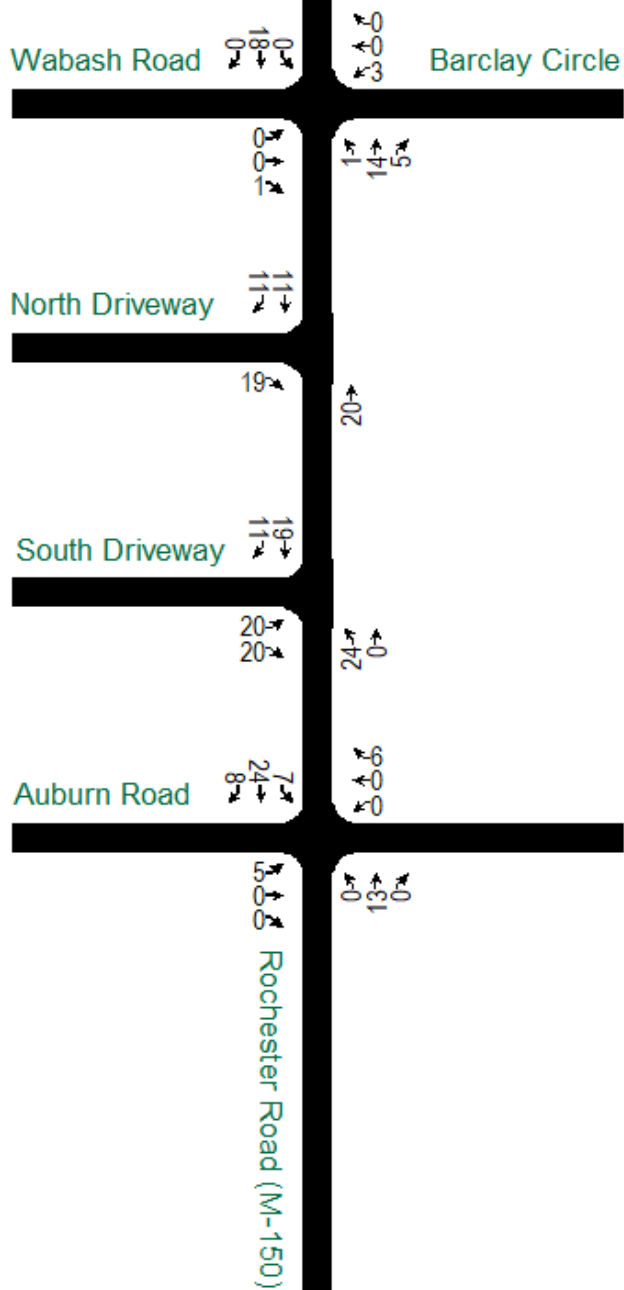 0 18 0
0
0
3
Wabash Road
Barclay Circle
0
0
1
1 14 5
11 11
North Driveway
19
20
11 19
South Driveway
20
20
24 0
8 24 7
6
0
0
Auburn Road
5
0
0
0 13 0
Rochester Road (M-150)